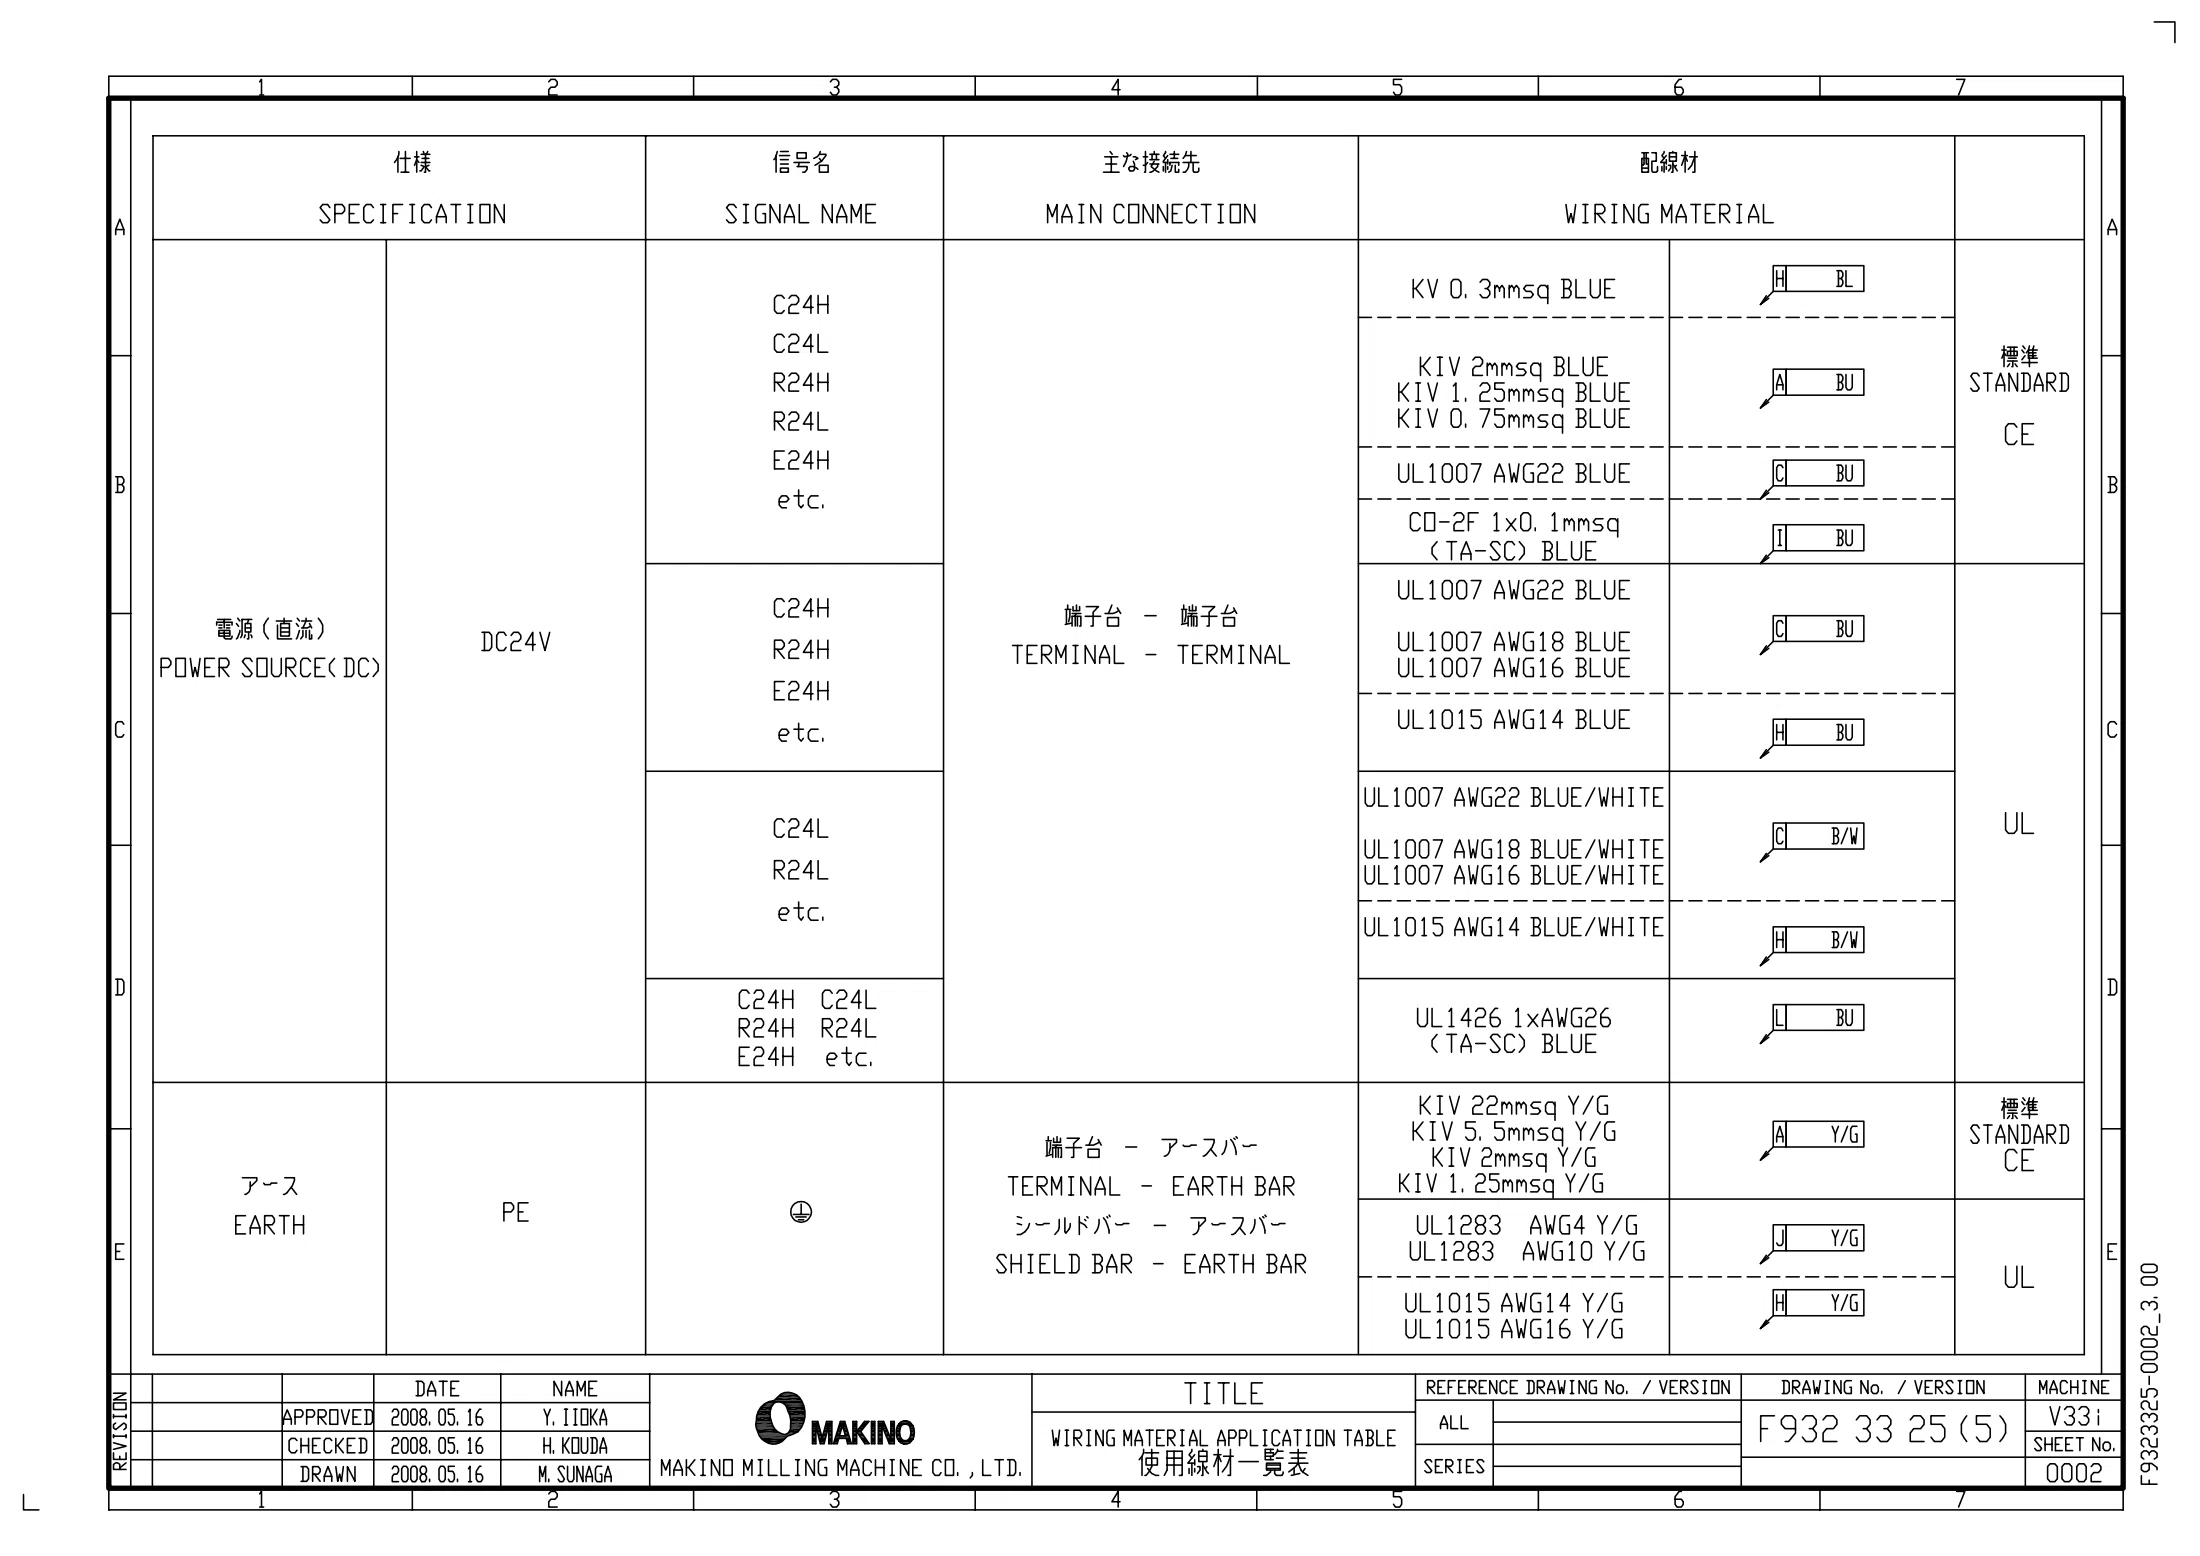 1 2 3 4 5 6 7
仕様
SPECIFICATION
信号名
SIGNAL NAME
主な接続先
MAIN CONNECTION
配線材
WIRING MATERIAL
A
B
C
D
E
電源(直流)
POWER SOURCE(DC)
DC24V
C24H
C24L
R24H
R24L
E24H
etc.
C24H
R24H
E24H
etc.
C24L
R24L
etc.
C24H C24L
R24H R24L
E24H etc.
端子台 - 端子台
TERMINAL - TERMINAL
KV 0.3mmsq BLUE
H BL
KIV 2mmsq BLUE
KIV 1.25mmsq BLUE
KIV 0.75mmsq BLUE
A BU
UL1007 AWG22 BLUE
C BU
CO-2F 1x0.1mmsq
(TA-SC) BLUE
I BU
標準
STANDARD
CE
UL1007 AWG22 BLUE
UL1007 AWG18 BLUE
UL1007 AWG16 BLUE
C BU
UL1015 AWG14 BLUE
H BU
UL1007 AWG22 BLUE/WHITE
UL1007 AWG18 BLUE/WHITE
UL1007 AWG16 BLUE/WHITE
C B/W
UL1015 AWG14 BLUE/WHITE
H B/W
UL1426 1xAWG26
(TA-SC) BLUE
L BU
UL
アース
EARTH
PE
端子台 - アースバー
TERMINAL - EARTH BAR
シールドバー - アースバー
SHIELD BAR - EARTH BAR
KIV 22mmsq Y/G
KIV 5.5mmsq Y/G
KIV 2mmsq Y/G
KIV 1.25mmsq Y/G
A Y/G
標準
STANDARD
CE
UL1283 AWG4 Y/G
UL1283 AWG10 Y/G
J Y/G
UL1015 AWG14 Y/G
UL1015 AWG16 Y/G
H Y/G
UL
A
B
C
D
E
REVISION
DATE NAME
APPROVED 2008.05.16 Y.IIOKA
CHECKED 2008.05.16 H.KOUDA
DRAWN 2008.05.16 M.SUNAGA
MAKINO
MAKINO MILLING MACHINE CO.,LTD.
TITLE
WIRING MATERIAL APPLICATION TABLE
使用線材一覧表
REFERENCE DRAWING No. / VERSION
ALL
SERIES
DRAWING No. / VERSION
F932 33 25(5)
MACHINE
V33i
SHEET No.
0002
1 2 3 4 5 6 7
F9323325-0002_3.00